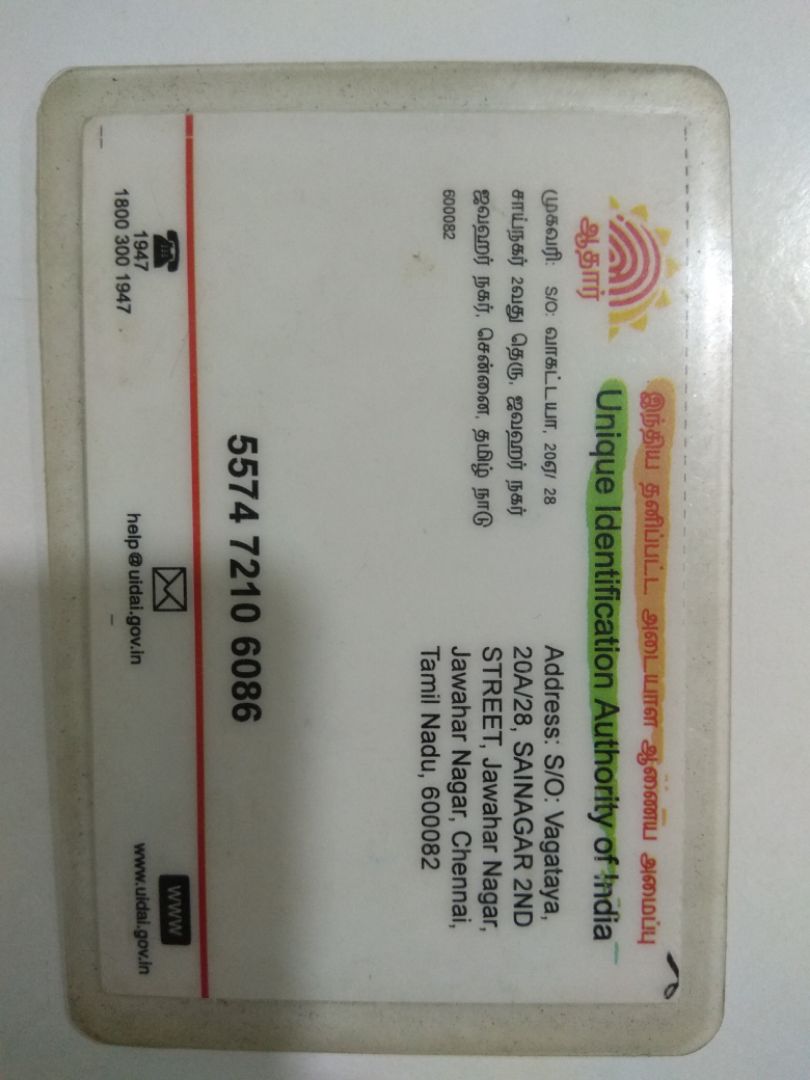 ஆதார்
இந்திய தனிப்பட்ட அடையாள ஆணைய அமைப்பு
Unique Identification Authority of India
முகவரி: S/O: வாகட்டயா, 20ஏ/ 28
சாய்நகர் 2வது தெரு, ஜவஹர் நகர்
ஜவஹர் நகர், சென்னை, தமிழ் நாடு
600082
Address: S/O: Vagataya,
20A/28, SAINAGAR 2ND
STREET, Jawahar Nagar,
Jawahar Nagar, Chennai,
Tamil Nadu, 600082
5574 7210 6086
1947
1800 300 1947
help@uidai.gov.in
www
www.uidai.gov.in